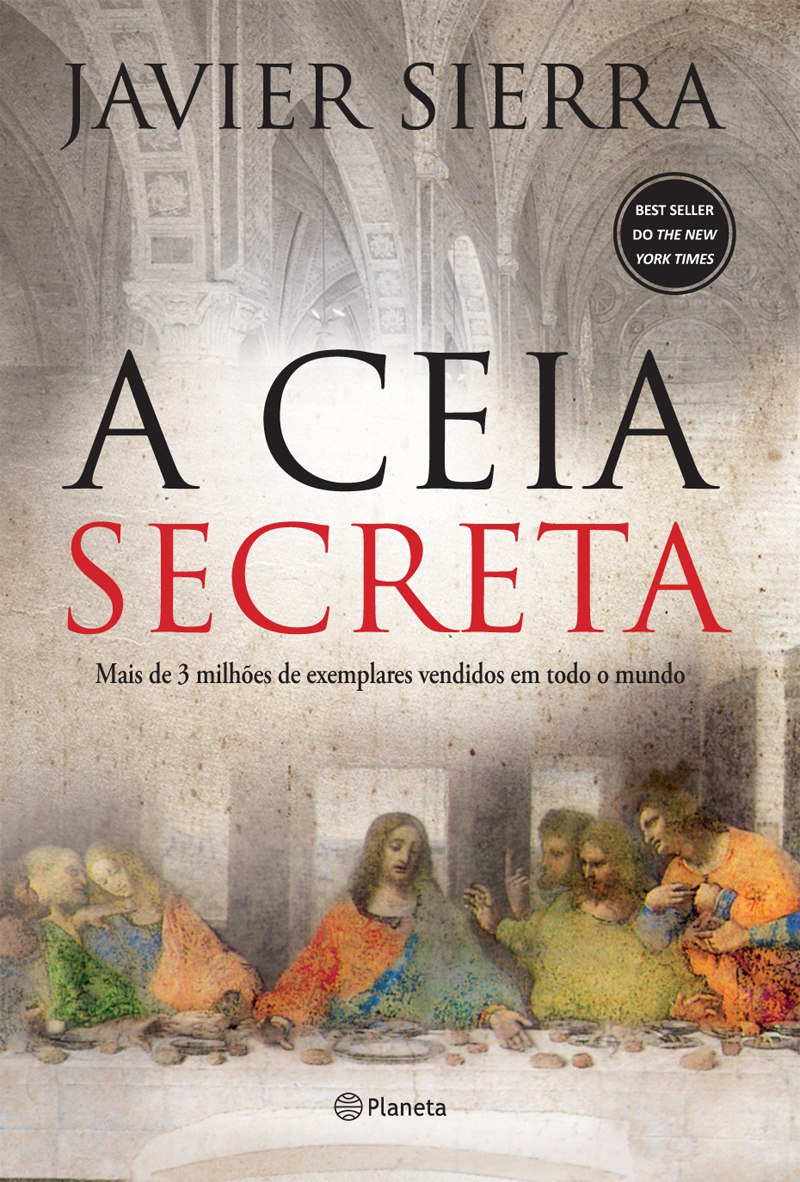 JAVIER SIERRA
BEST SELLER
DO THE NEW
YORK TIMES
A CEIA
SECRETA
Mais de 3 milhões de exemplares vendidos em todo o mundo
Planeta